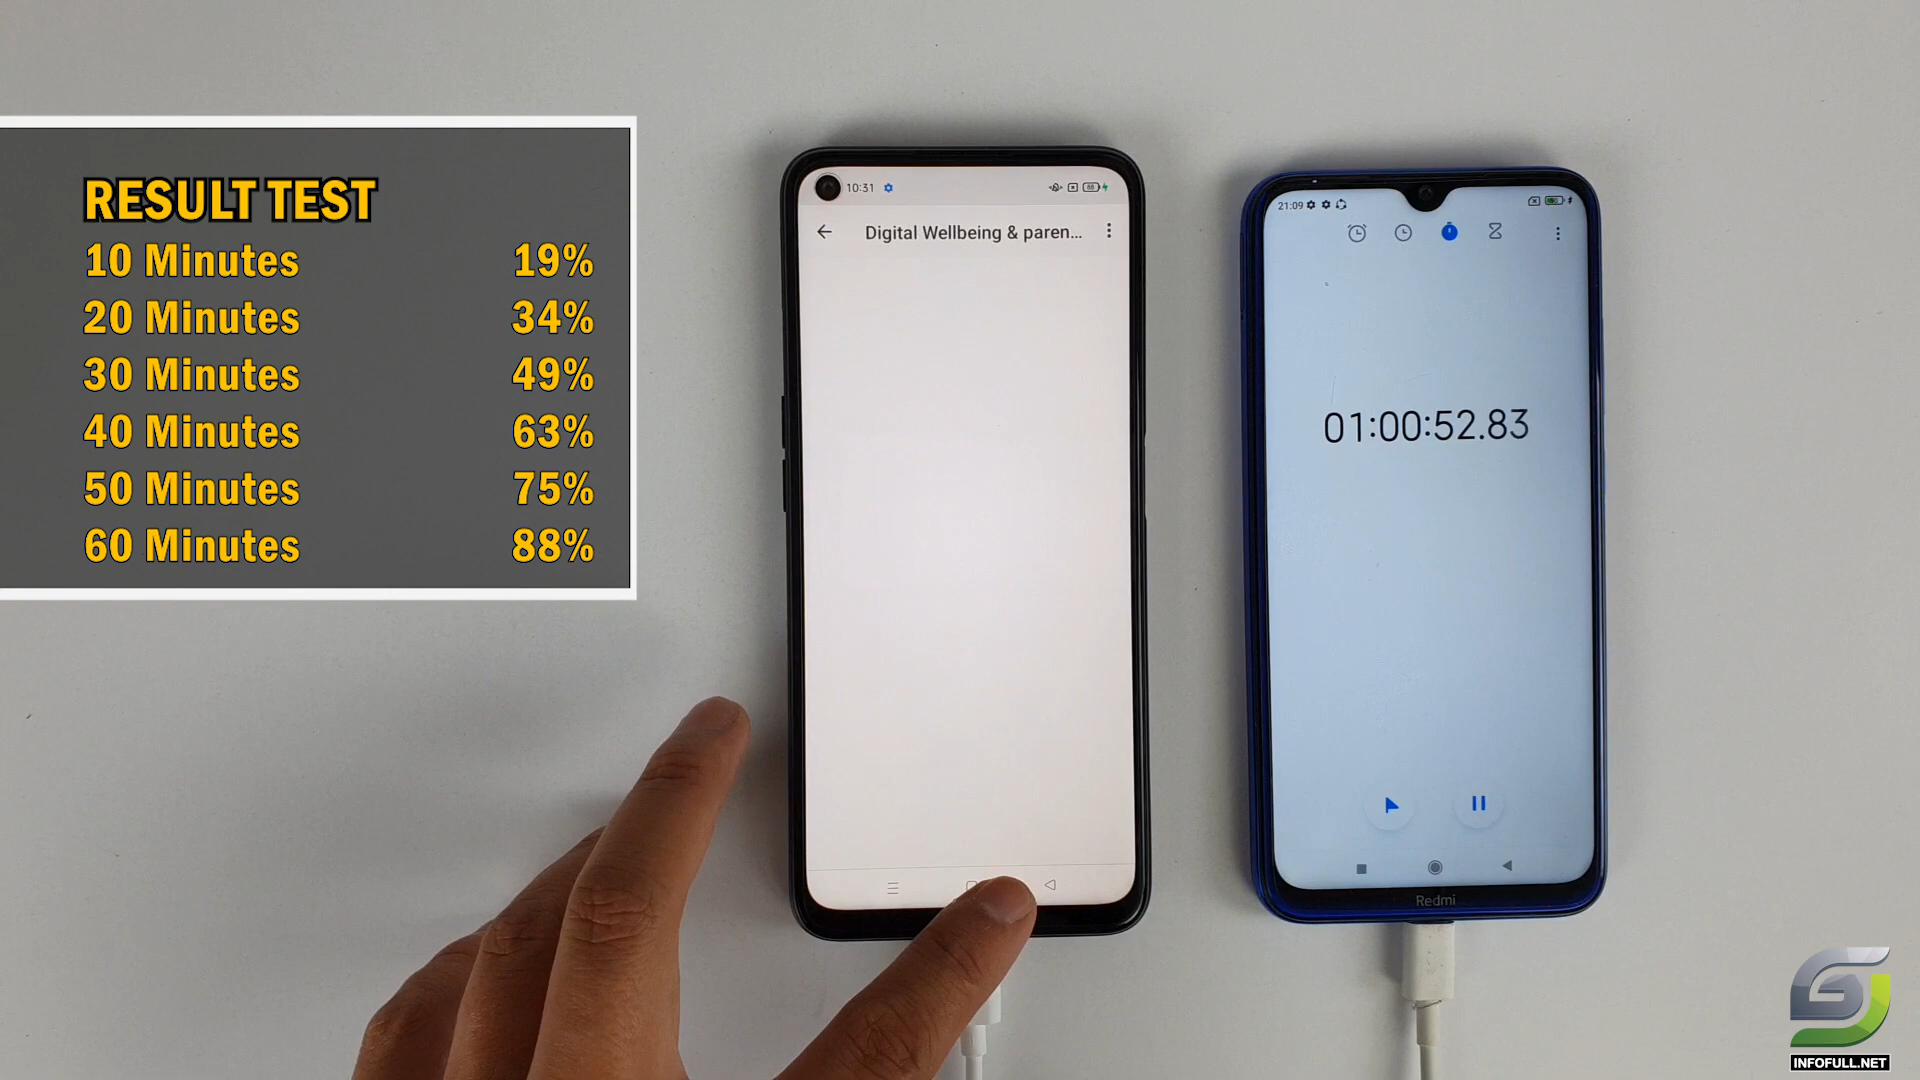 RESULT TEST
10 Minutes 19%
20 Minutes 34%
30 Minutes 49%
40 Minutes 63%
50 Minutes 75%
60 Minutes 88%
10:31
88
Digital Wellbeing & paren...
21:09
01:00:52.83
Redmi
INFOFULL.NET